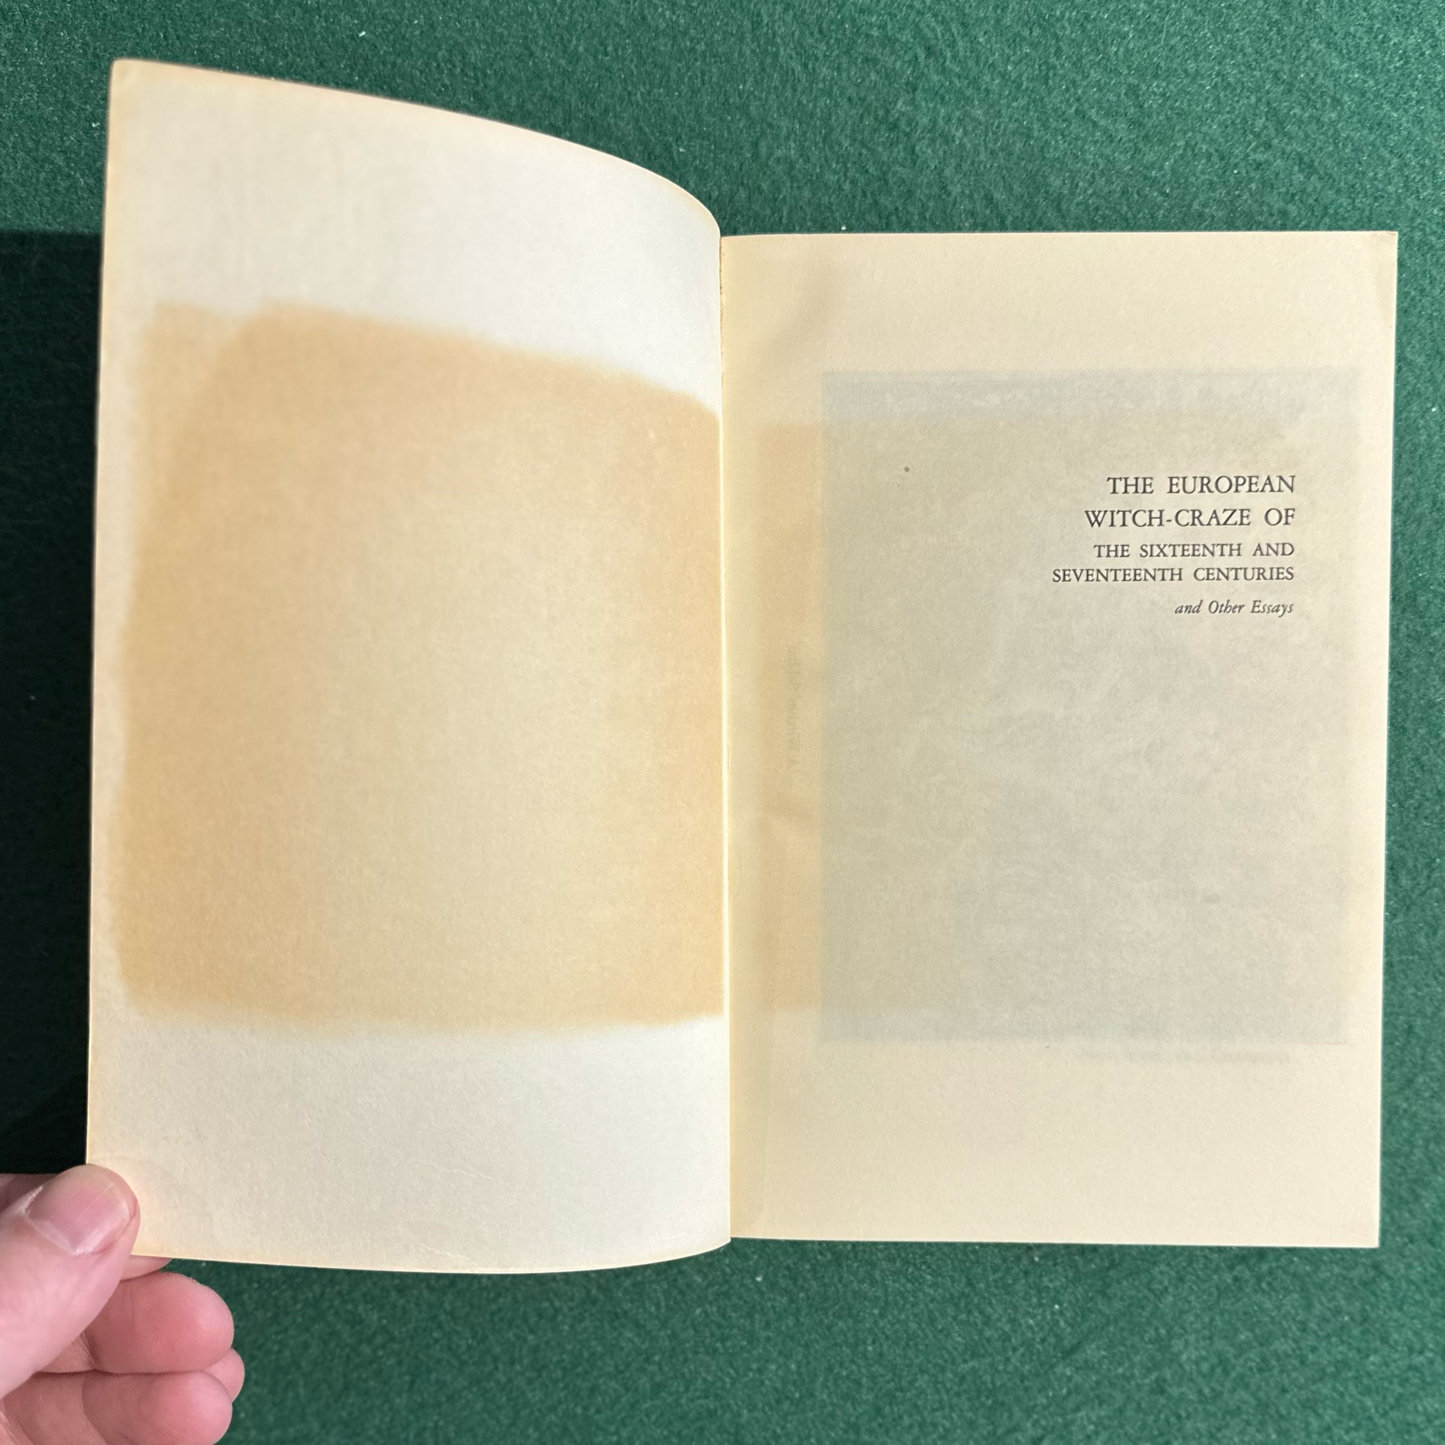 THE EUROPEAN
WITCH-CRAZE OF
THE SIXTEENTH AND
SEVENTEENTH CENTURIES
and Other Essays